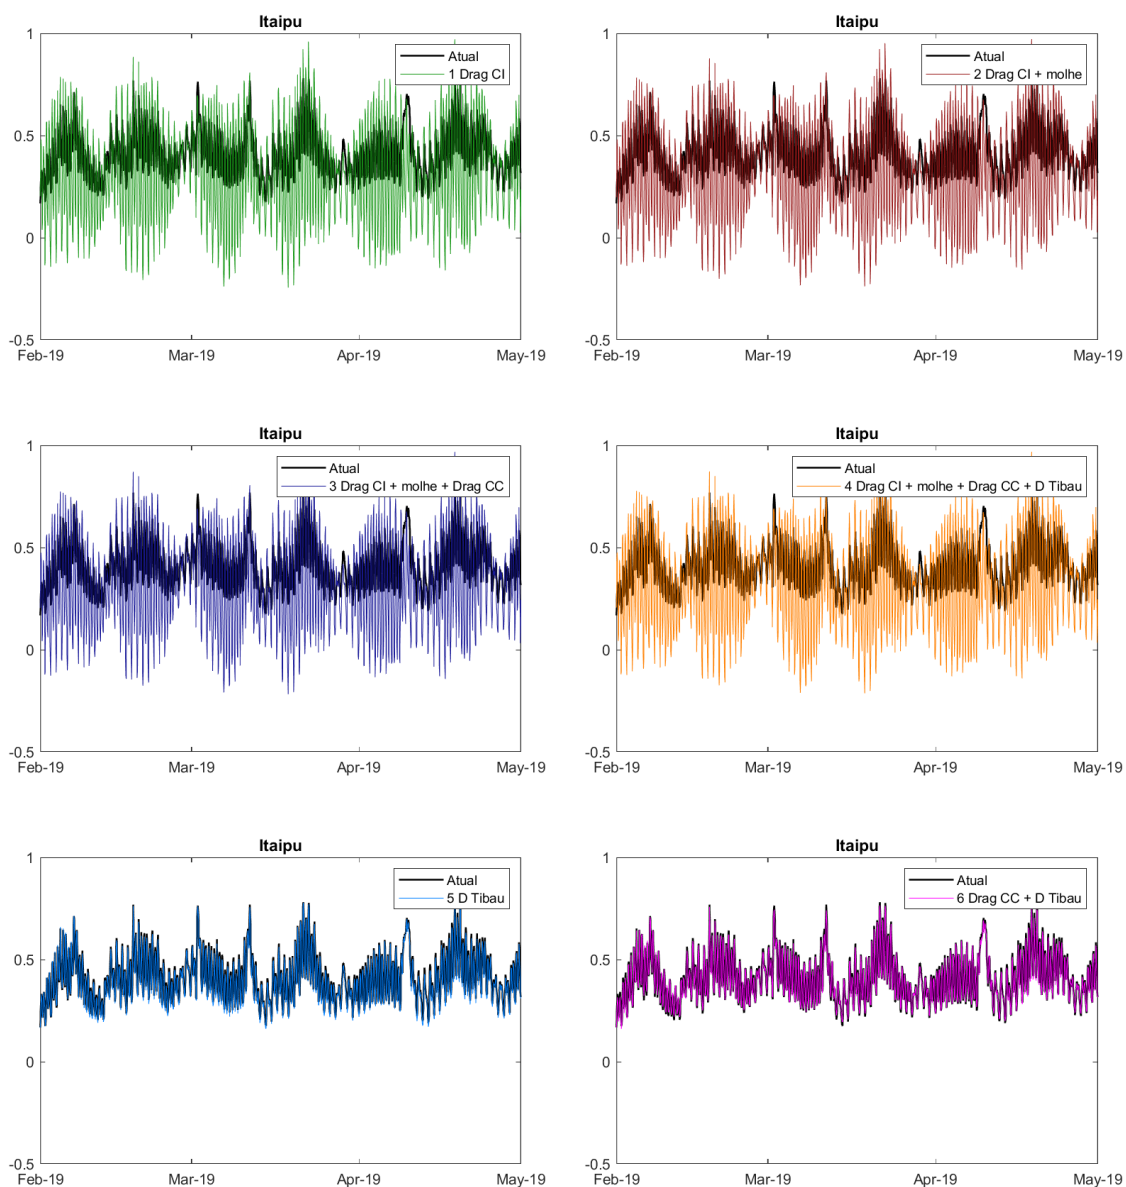 Itaipu
1
0.5
0
-0.5
Feb-19 Mar-19 Apr-19 May-19
Atual
1 Drag CI
Itaipu
1
0.5
0
-0.5
Feb-19 Mar-19 Apr-19 May-19
Atual
2 Drag CI + molhe
Itaipu
1
0.5
0
-0.5
Feb-19 Mar-19 Apr-19 May-19
Atual
3 Drag CI + molhe + Drag CC
Itaipu
1
0.5
0
-0.5
Feb-19 Mar-19 Apr-19 May-19
Atual
4 Drag CI + molhe + Drag CC + D Tibau
Itaipu
1
0.5
0
-0.5
Feb-19 Mar-19 Apr-19 May-19
Atual
5 D Tibau
Itaipu
1
0.5
0
-0.5
Feb-19 Mar-19 Apr-19 May-19
Atual
6 Drag CC + D Tibau